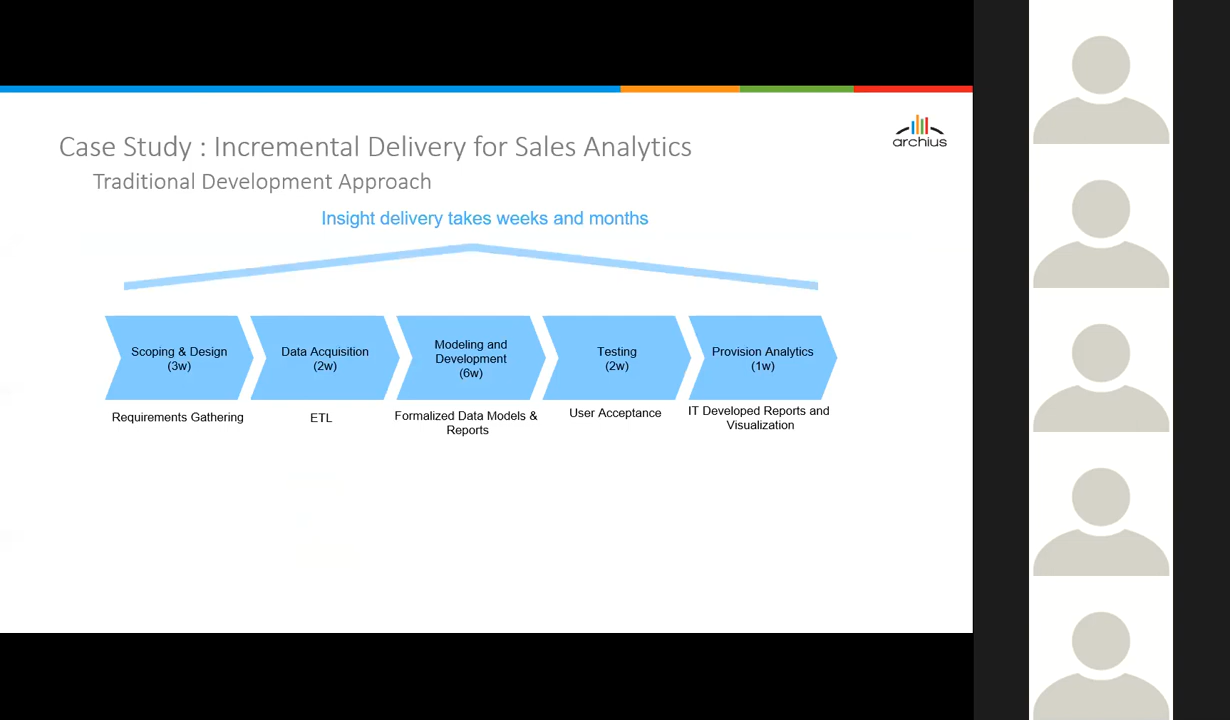 archius
Case Study : Incremental Delivery for Sales Analytics
Traditional Development Approach
Insight delivery takes weeks and months
Scoping & Design
(3w)
Data Acquisition
(2w)
Modeling and
Development
(6w)
Testing
(2w)
Provision Analytics
(1w)
Requirements Gathering
ETL
Formalized Data Models &
Reports
User Acceptance
IT Developed Reports and
Visualization